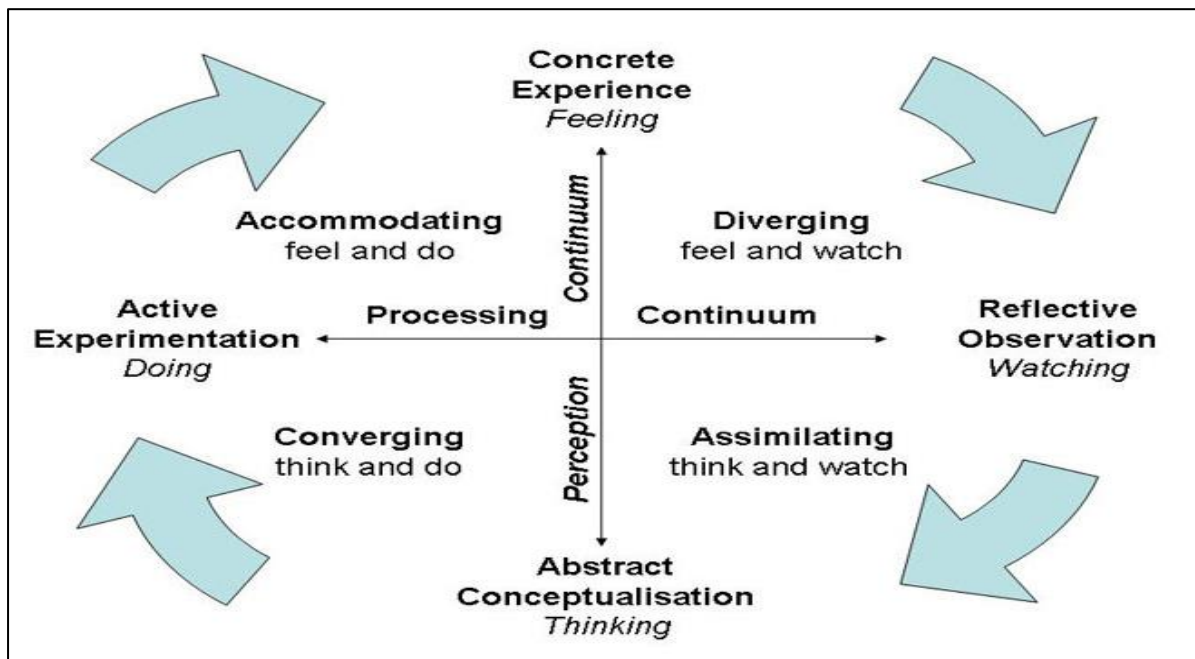 Concrete
Experience
Feeling
Accommodating
feel and do
Continuum
Diverging
feel and watch
Active
Experimentation
Doing
Processing
Continuum
Reflective
Observation
Watching
Converging
think and do
Perception
Assimilating
think and watch
Abstract
Conceptualisation
Thinking